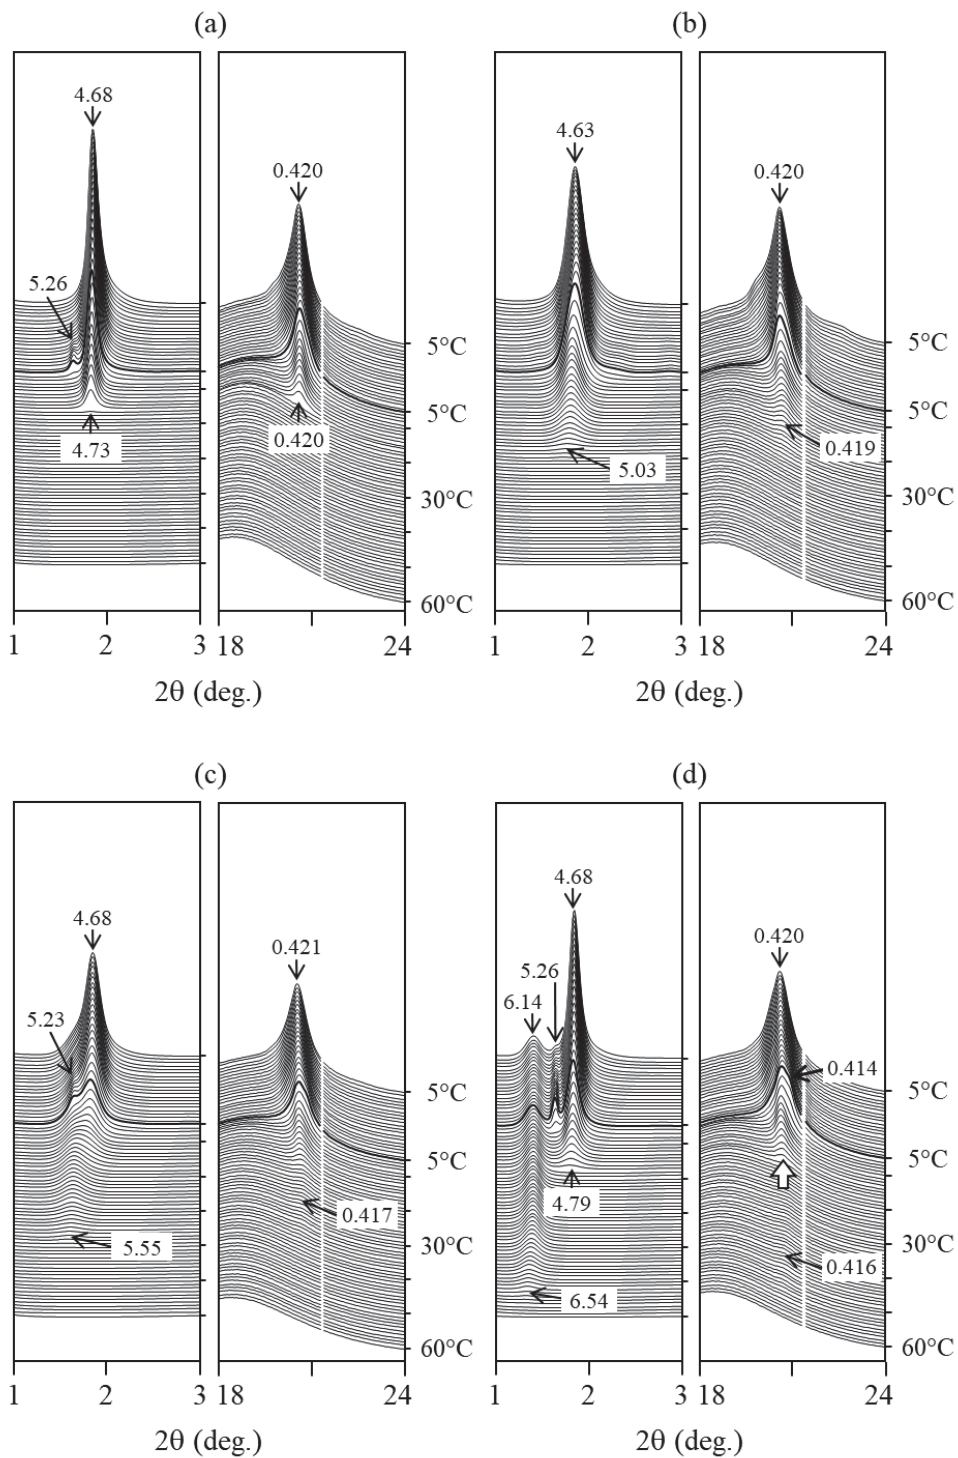 (a)
4.68
5.26
4.73
0.420
0.420
5°C
5°C
30°C
60°C
1 2 3 18 24
2θ (deg.)
(b)
4.63
5.03
0.420
0.419
5°C
5°C
30°C
60°C
1 2 3 18 24
2θ (deg.)
(c)
4.68
5.23
5.55
0.421
0.417
5°C
5°C
30°C
60°C
1 2 3 18 24
2θ (deg.)
(d)
4.68
5.26
6.14
4.79
6.54
0.420
0.414
0.416
5°C
5°C
30°C
60°C
1 2 3 18 24
2θ (deg.)